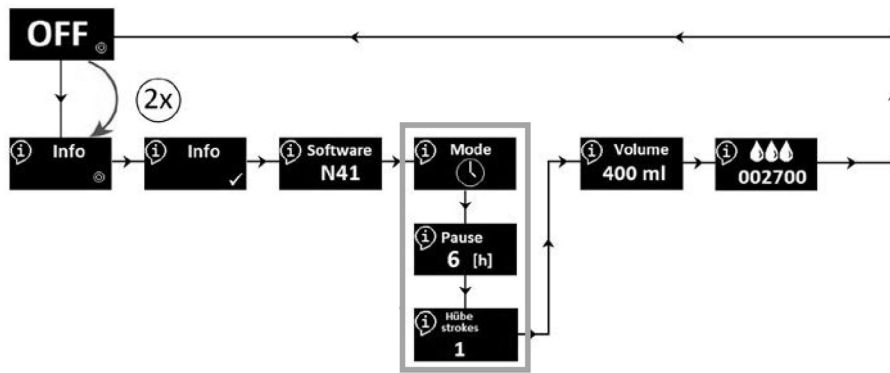 OFF
2x
i Info
i Info
i Software
N41
i Mode
i Pause
6 [h]
i Hübe
strokes
1
i Volume
400 ml
i
002700